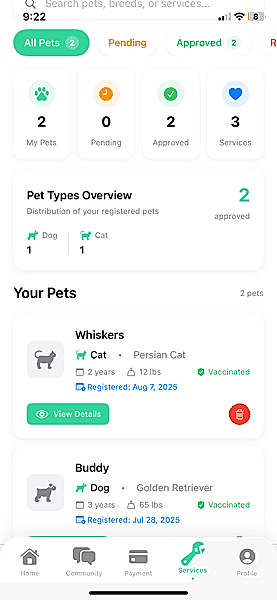 Search pets, breeds, or services...
9:22
8
All Pets 2
Pending
Approved 2
R
2
0
2
3
My Pets
Pending
Approved
Services
Pet Types Overview
2
Distribution of your registered pets
approved
Dog
Cat
1
1
Your Pets
2 pets
Whiskers
Cat • Persian Cat
2 years
12 lbs
Vaccinated
Registered: Aug 7, 2025
View Details
Buddy
Dog • Golden Retriever
3 years
65 lbs
Vaccinated
Registered: Jul 28, 2025
Home
Community
Payment
Services
Profile